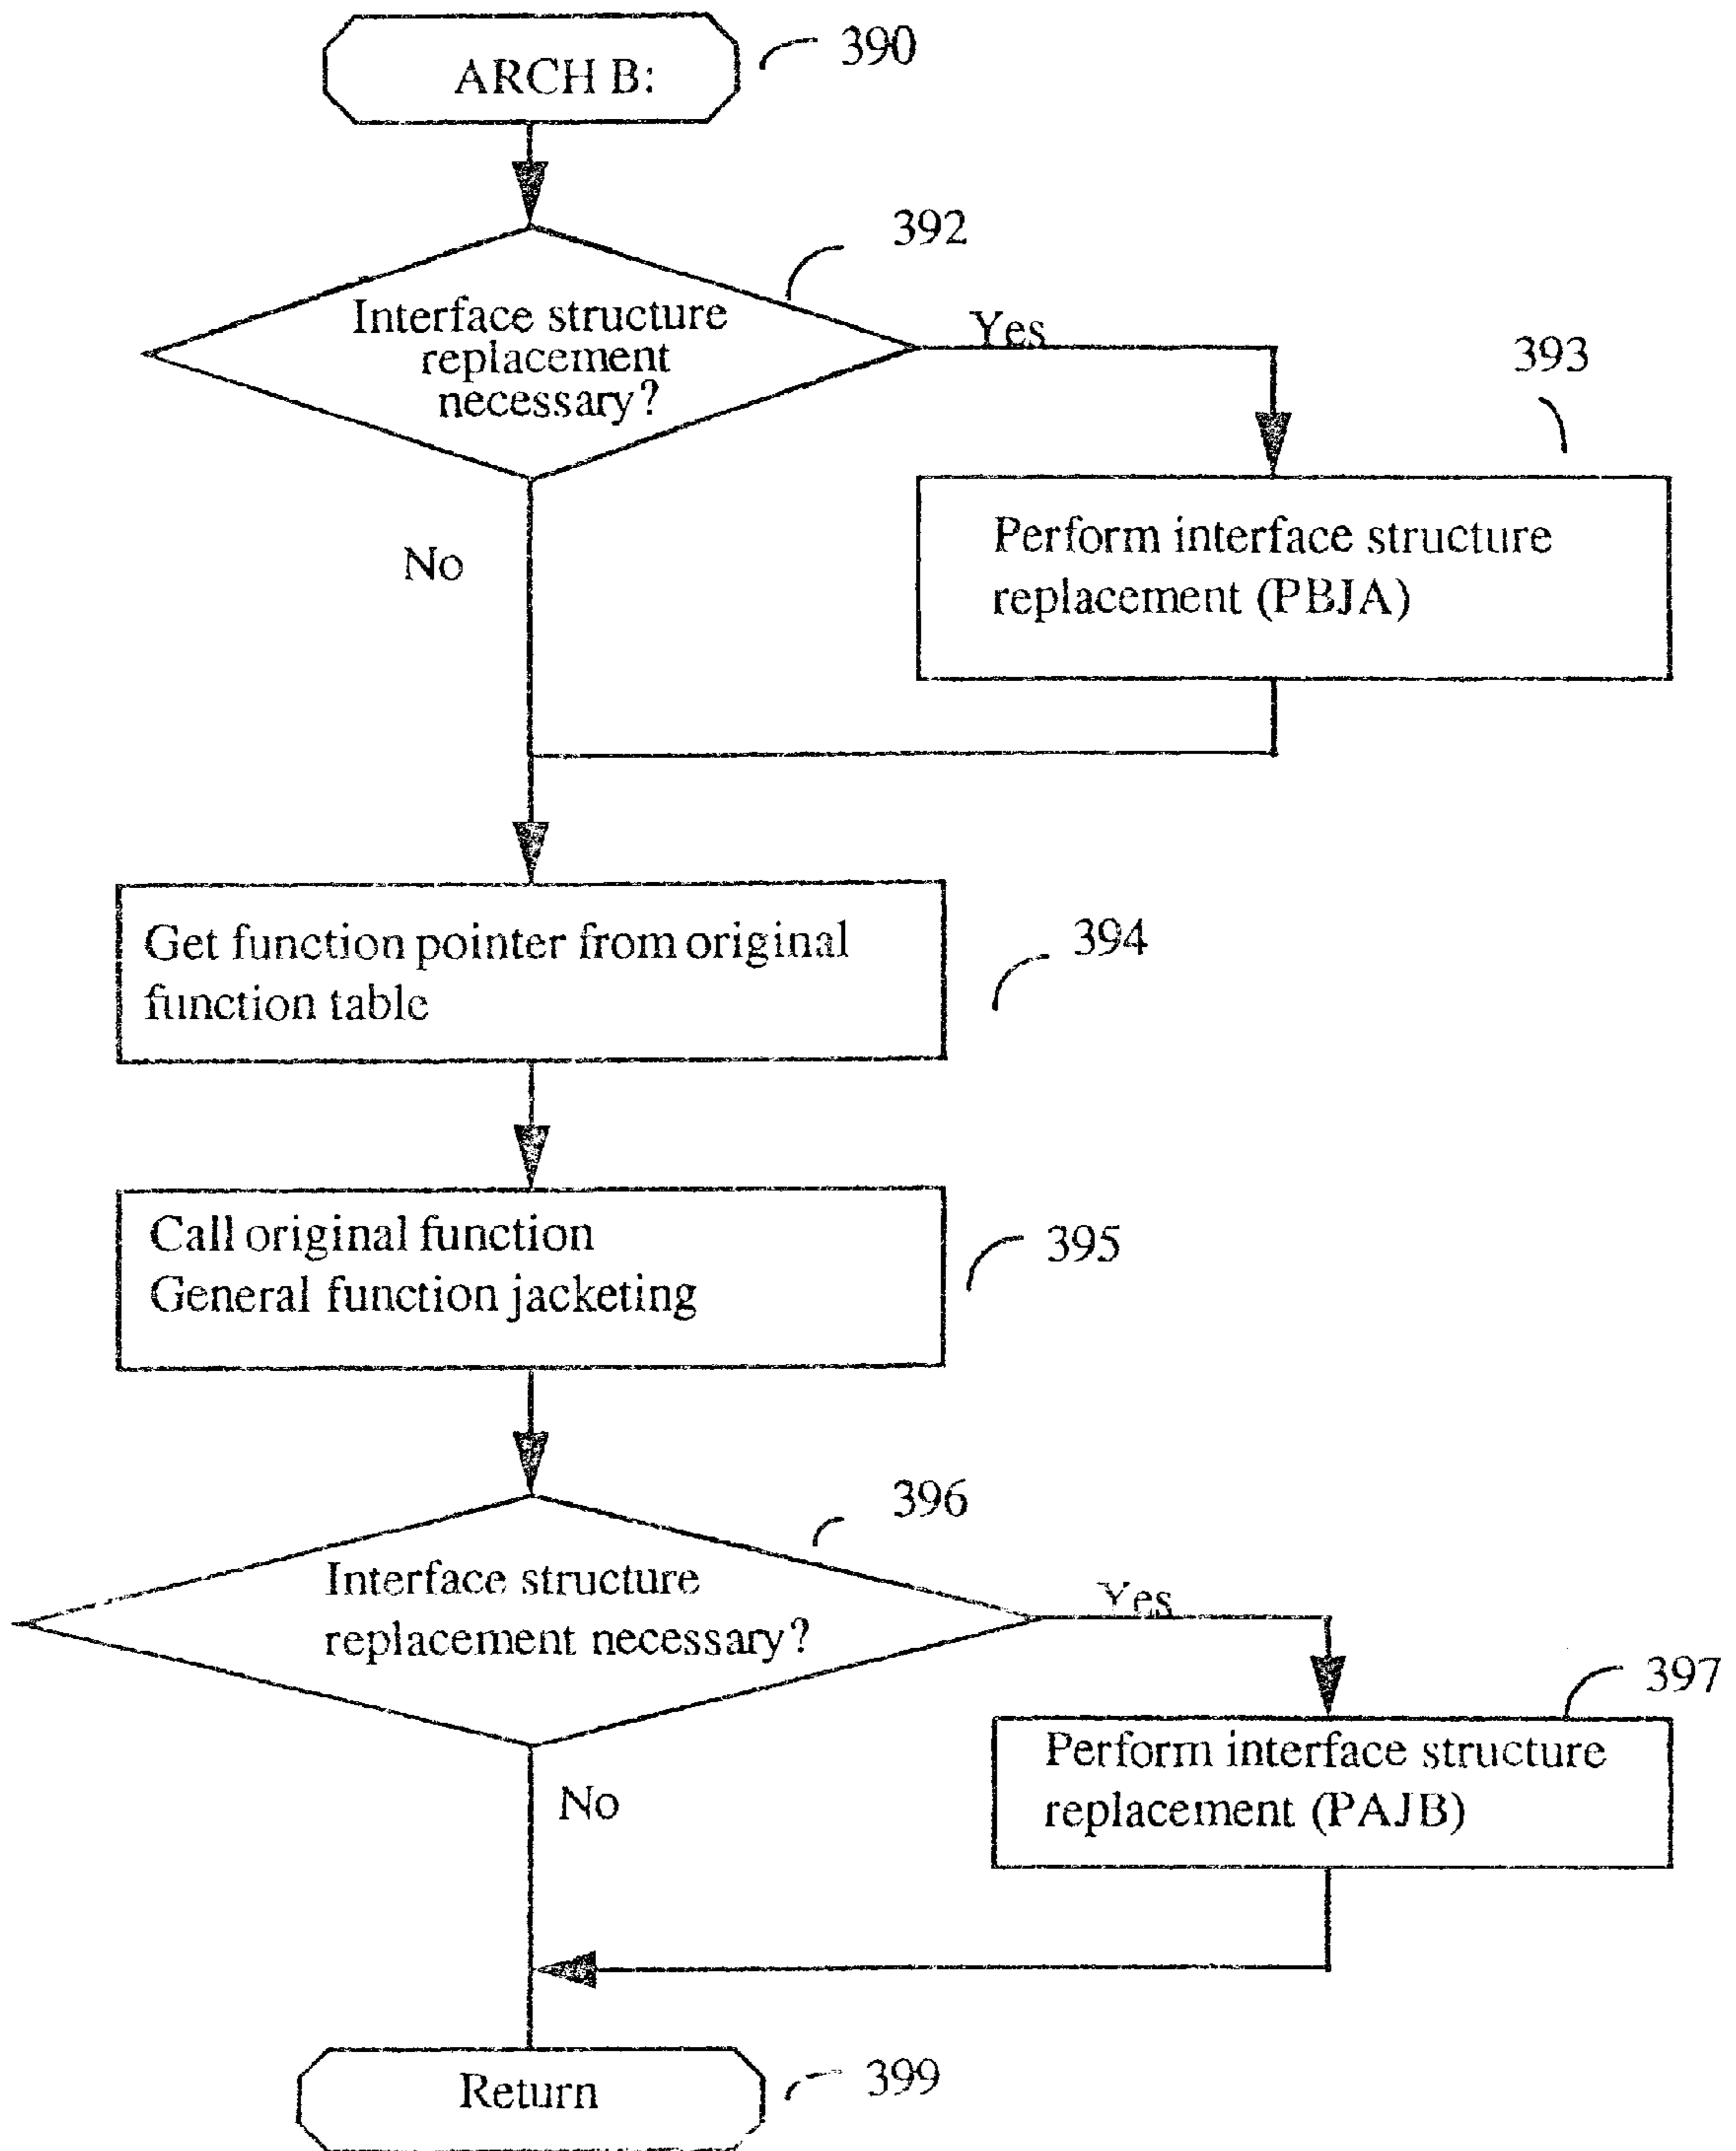 ARCH B:
390
392
Interface structure
replacement
necessary?
Yes
393
Perform interface structure
replacement (PBJA)
No
Get function pointer from original
function table
394
Call original function
General function jacketing
395
396
Interface structure
replacement necessary?
Yes
397
Perform interface structure
replacement (PAJB)
No
Return
399